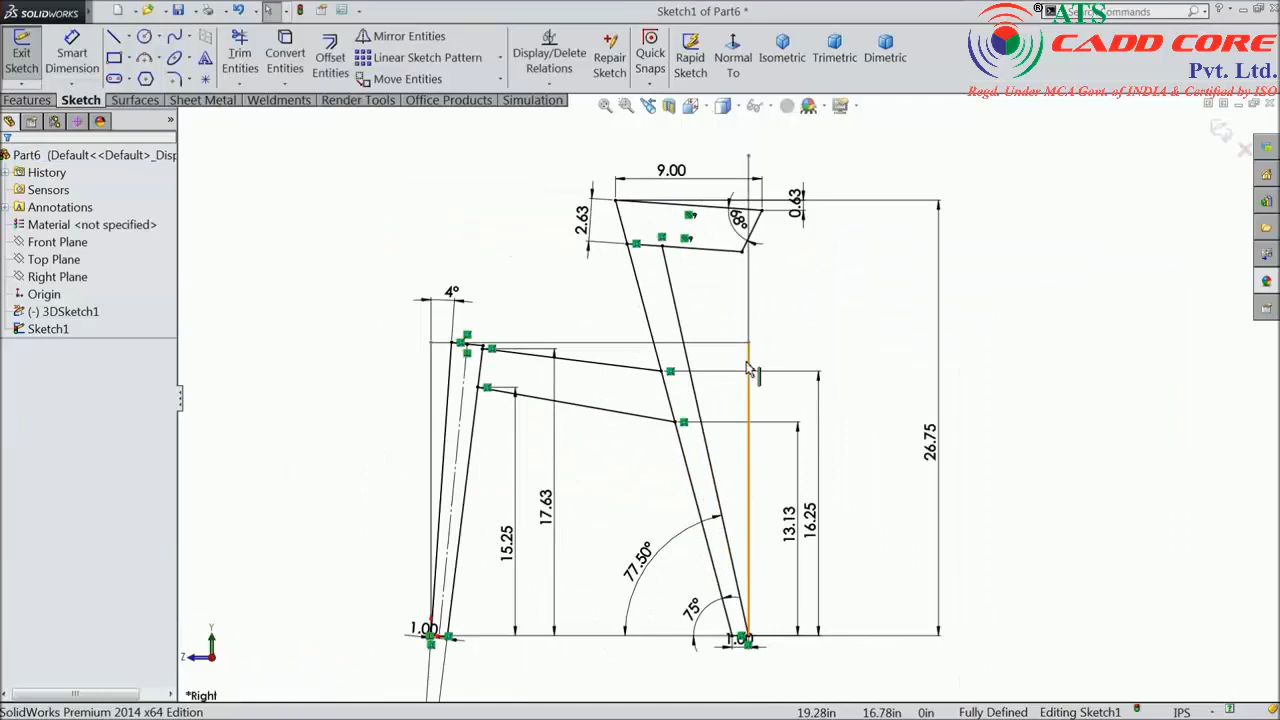 SOLIDWORKS
Sketch1 of Part6 *
Commands
® ATS
CADD CORE
Pvt. Ltd.
Regd. Under MCA Govt. of INDIA & Certified by ISO
Exit Sketch
Smart Dimension
Trim Entities
Convert Entities
Offset Entities
Mirror Entities
Linear Sketch Pattern
Move Entities
Display/Delete Relations
Repair Sketch
Quick Snaps
Rapid Sketch
Normal To
Isometric
Trimetric
Dimetric
Features
Sketch
Surfaces
Sheet Metal
Weldments
Render Tools
Office Products
Simulation
Part6 (Default<<Default>_Disp
History
Sensors
Annotations
Material <not specified>
Front Plane
Top Plane
Right Plane
Origin
(-) 3DSketch1
Sketch1
9.00
2.63
68°
0.63
4°
26.75
17.63
15.25
13.13
16.25
77.50°
75°
1.00
1.00
Y
Z
*Right
SolidWorks Premium 2014 x64 Edition
19.28in
16.78in
0in
Fully Defined
Editing Sketch1
IPS